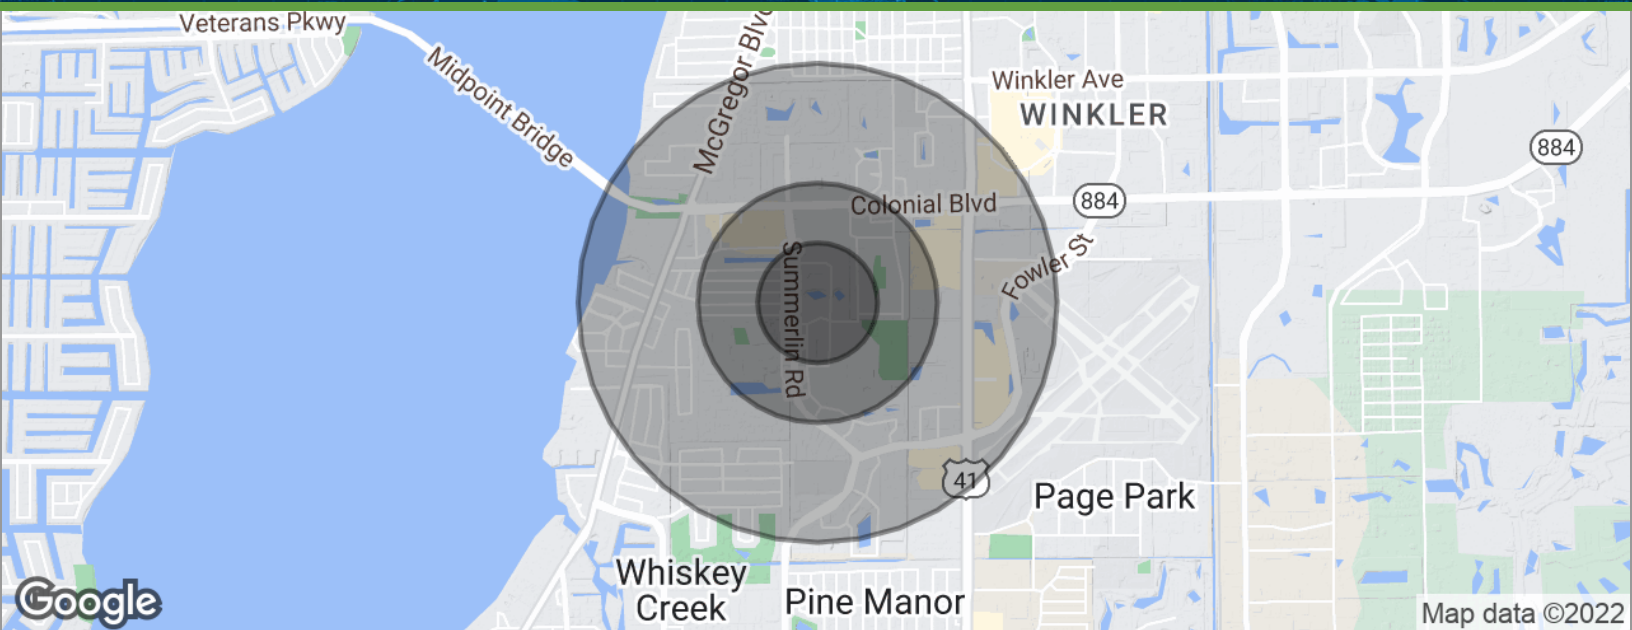 Veterans Pkwy
Midpoint Bridge
McGregor Blvd
Winkler Ave
WINKLER
884
Colonial Blvd
884
Summerlin Rd
Fowler St
41
Page Park
Whiskey
Creek
Pine Manor
Google
Map data ©2022